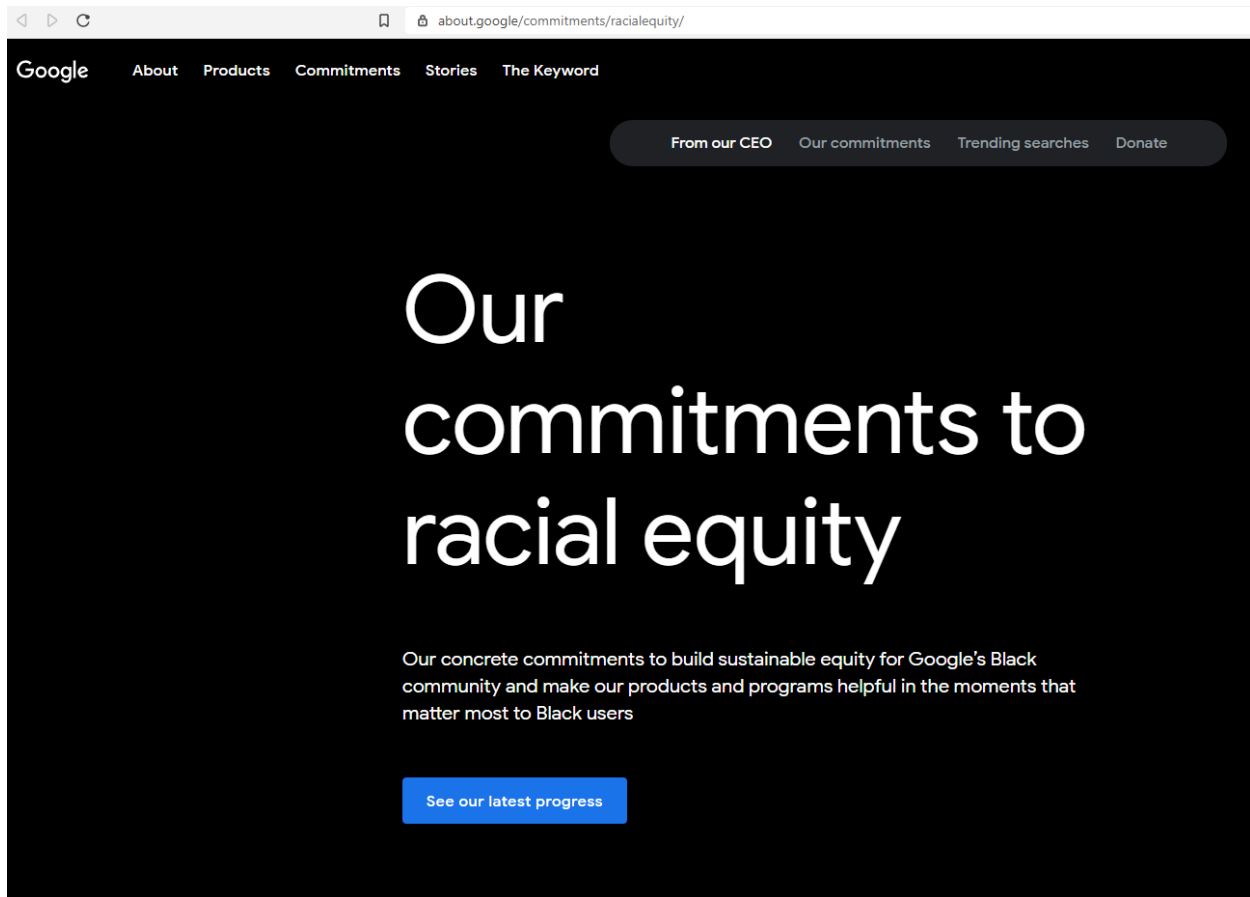 about.google/commitments/racialequity/
Google About Products Commitments Stories The Keyword
From our CEO Our commitments Trending searches Donate
Our
commitments to
racial equity
Our concrete commitments to build sustainable equity for Google’s Black
community and make our products and programs helpful in the moments that
matter most to Black users
See our latest progress